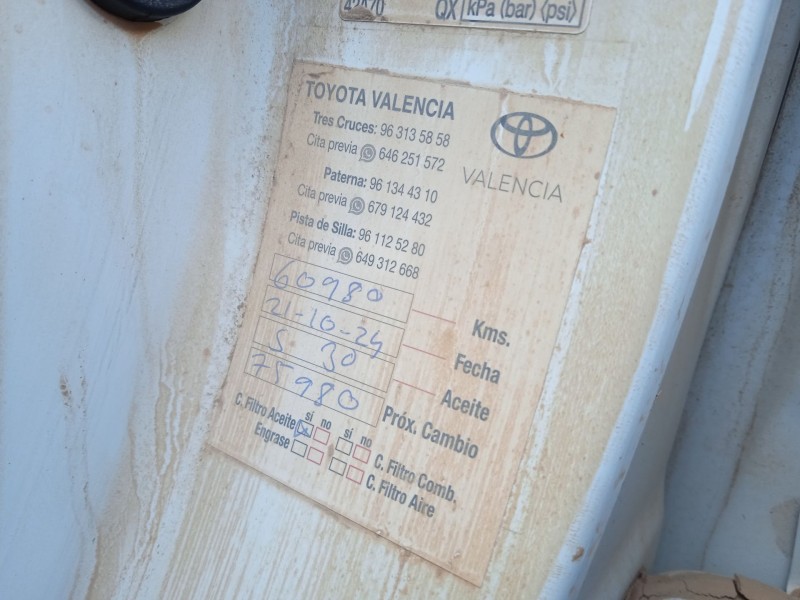 42A70 QX kPa (bar) (psi)
TOYOTA VALENCIA
Tres Cruces: 96 313 58 58
Cita previa 646 251 572
Paterna: 96 134 43 10
Cita previa 679 124 432
Pista de Silla: 96 112 52 80
Cita previa 649 312 668
VALENCIA
60980 Kms.
21-10-24 Fecha
5 30 Aceite
75980 Próx. Cambio
si no si no
C. Filtro Aceite C. Filtro Comb.
Engrase C. Filtro Aire